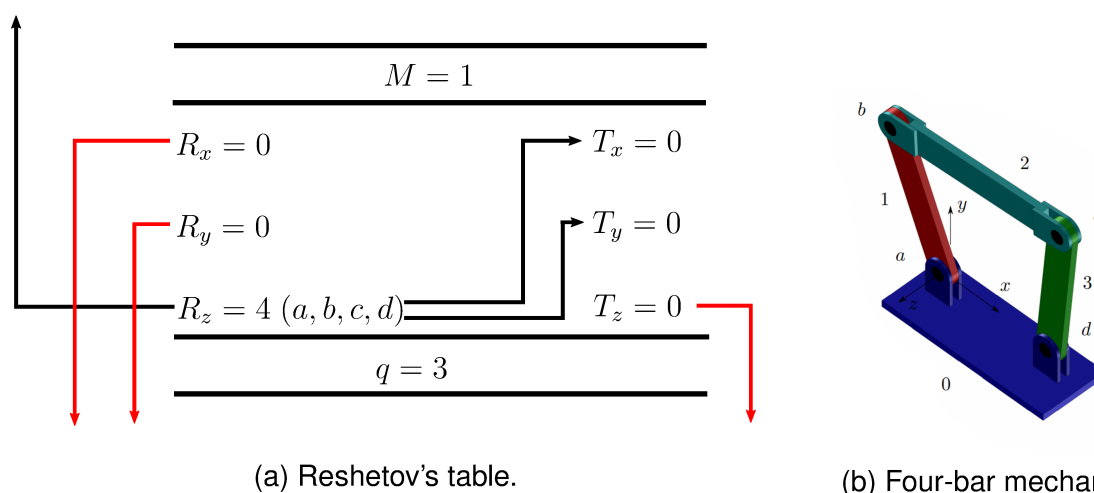 M = 1
R_x = 0
T_x = 0
R_y = 0
T_y = 0
R_z = 4 (a, b, c, d)
T_z = 0
q = 3
(a) Reshetov's table.
b
2
1
y
a
x
3
z
d
0
(b) Four-bar mechan